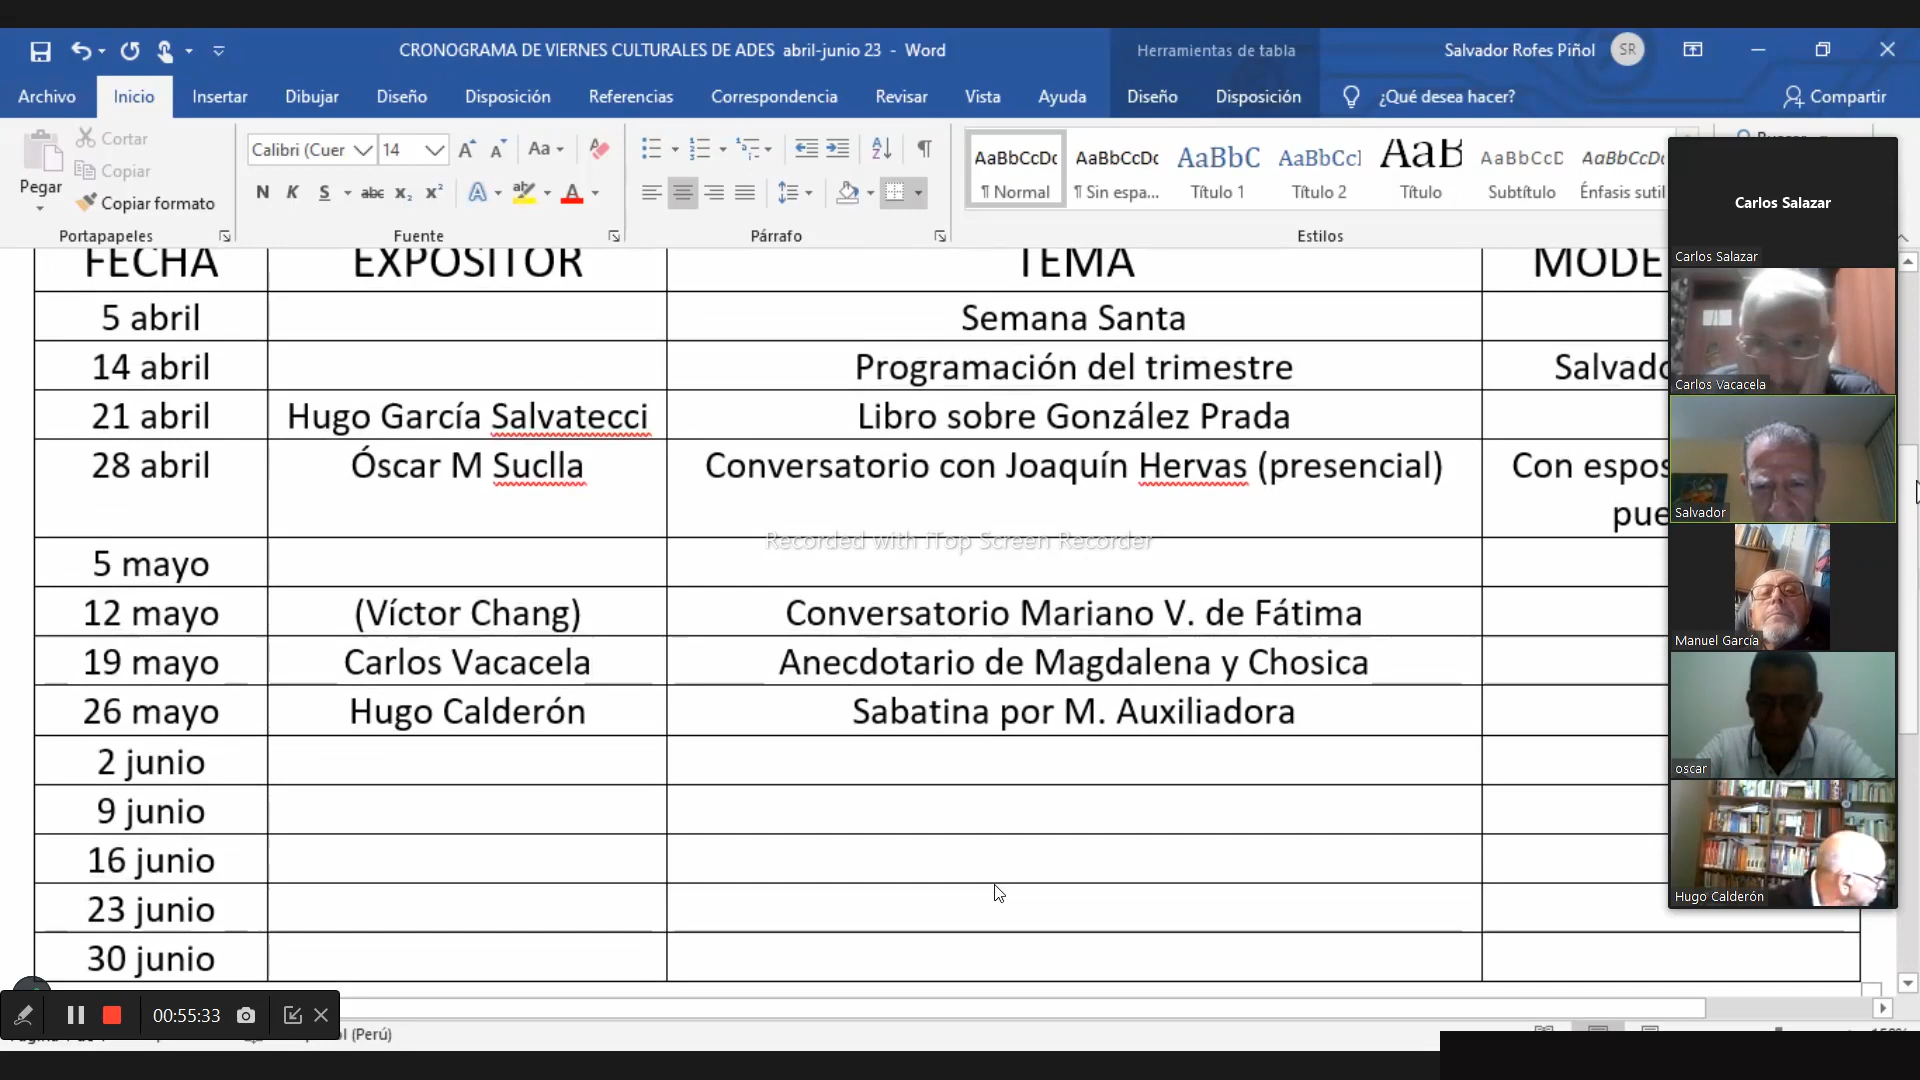 CRONOGRAMA DE VIERNES CULTURALES DE ADES abril-junio 23 - Word
Herramientas de tabla
Salvador Rofes Piñol
SR
Archivo Inicio Insertar Dibujar Diseño Disposición Referencias Correspondencia Revisar Vista Ayuda Diseño Disposición ¿Qué desea hacer? Compartir
Pegar
Cortar
Copiar
Copiar formato
Portapapeles
Calibri (Cuer 14
Aa
N K S abc x₂ x² A ab A
Fuente
Párrafo
AaBbCcDc AaBbCcDc AaBbC AaBbCcl AaB AaBbCcD AaBbCcDc
¶ Normal ¶ Sin espa... Título 1 Título 2 Título Subtítulo Énfasis sutil
Estilos
FECHA EXPOSITOR TEMA MODE
5 abril Semana Santa
14 abril Programación del trimestre Salvado
21 abril Hugo García Salvatecci Libro sobre González Prada
28 abril Óscar M Suclla Conversatorio con Joaquín Hervas (presencial) Con espos
pue
Recorded with iTop Screen Recorder
5 mayo
12 mayo (Víctor Chang) Conversatorio Mariano V. de Fátima
19 mayo Carlos Vacacela Anecdotario de Magdalena y Chosica
26 mayo Hugo Calderón Sabatina por M. Auxiliadora
2 junio
9 junio
16 junio
23 junio
30 junio
Carlos Salazar
Carlos Salazar
Carlos Vacacela
Salvador
Manuel García
oscar
Hugo Calderón
00:55:33
(Perú)